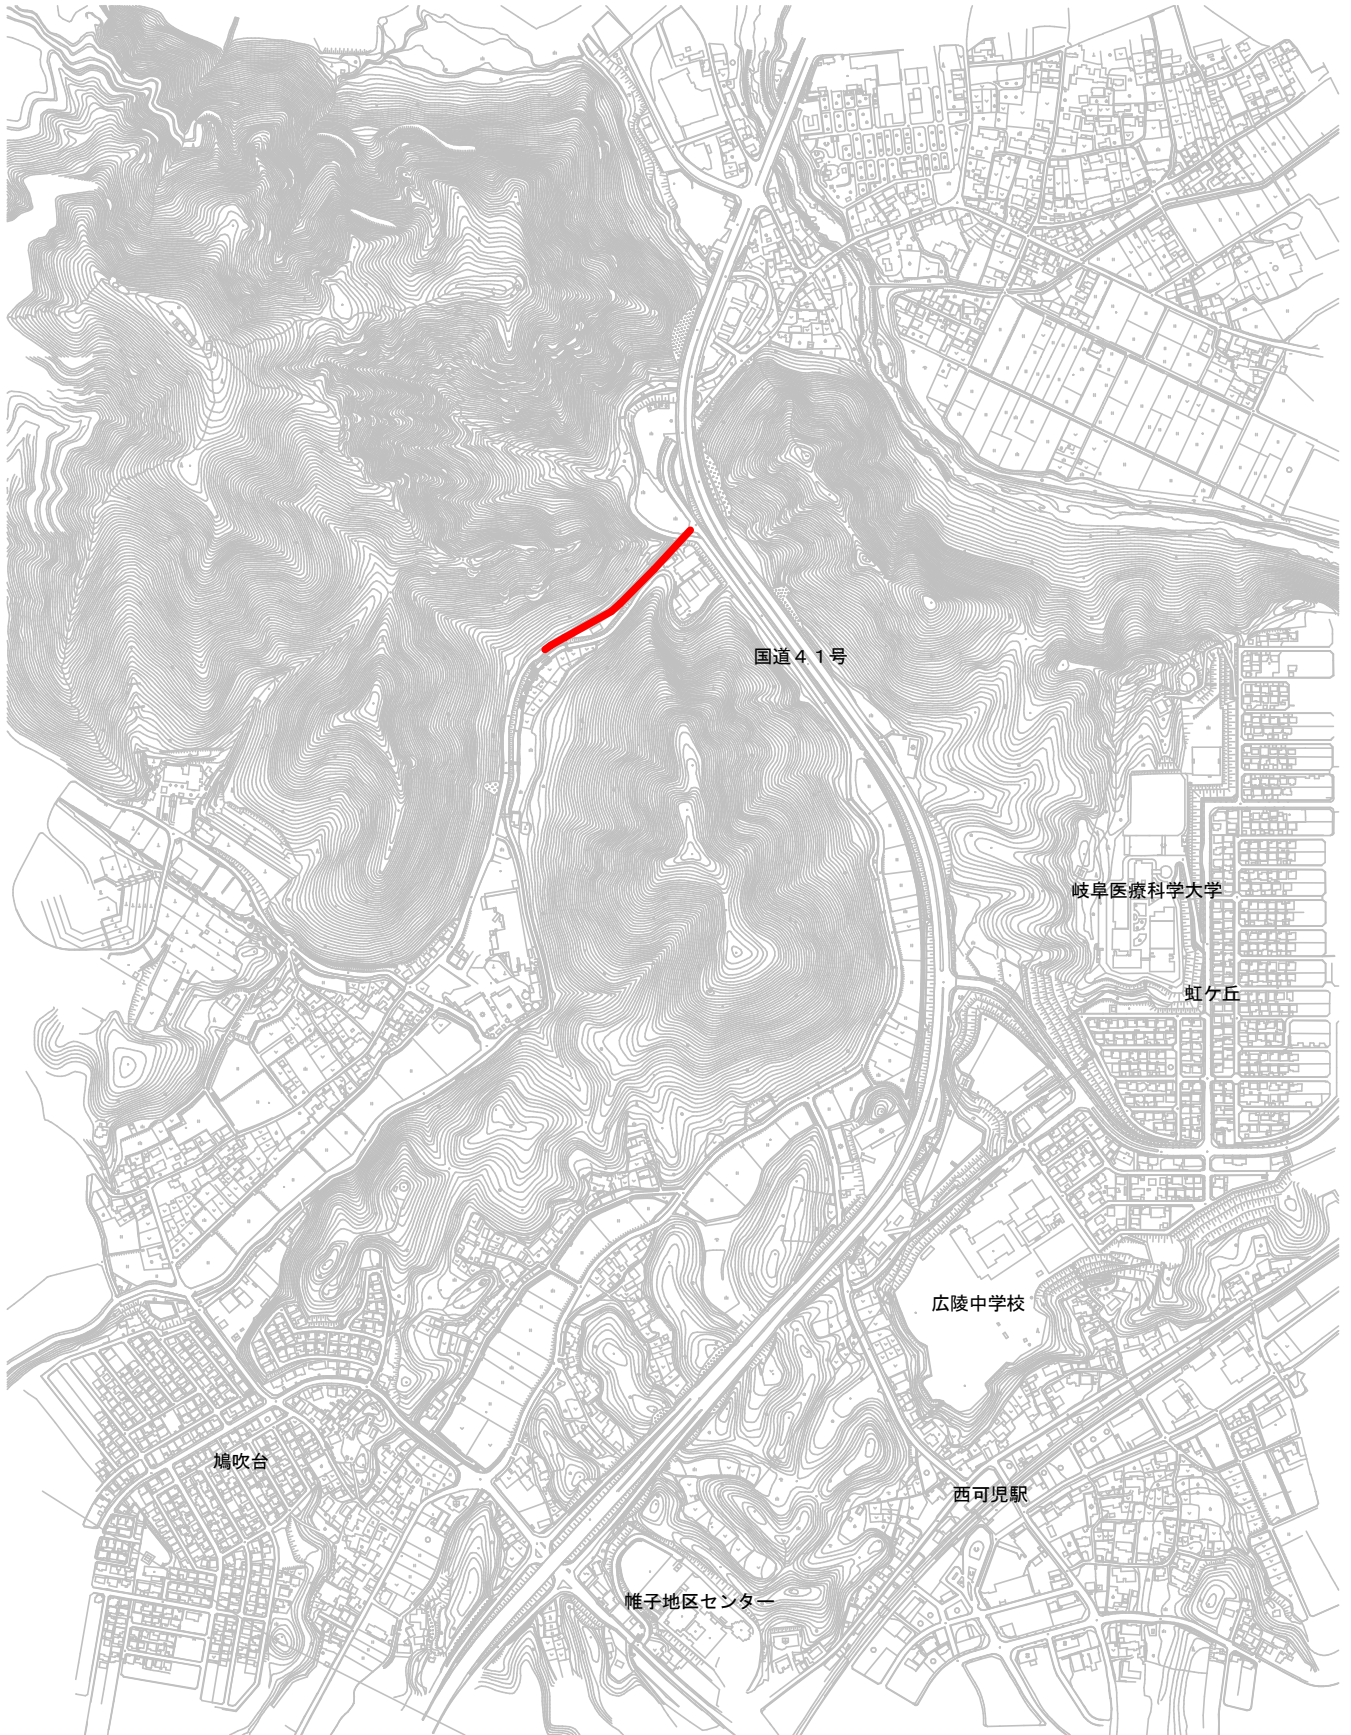 国道４１号
岐阜医療科学大学
虹ケ丘
広陵中学校
鳩吹台
西可児駅
帷子地区センター